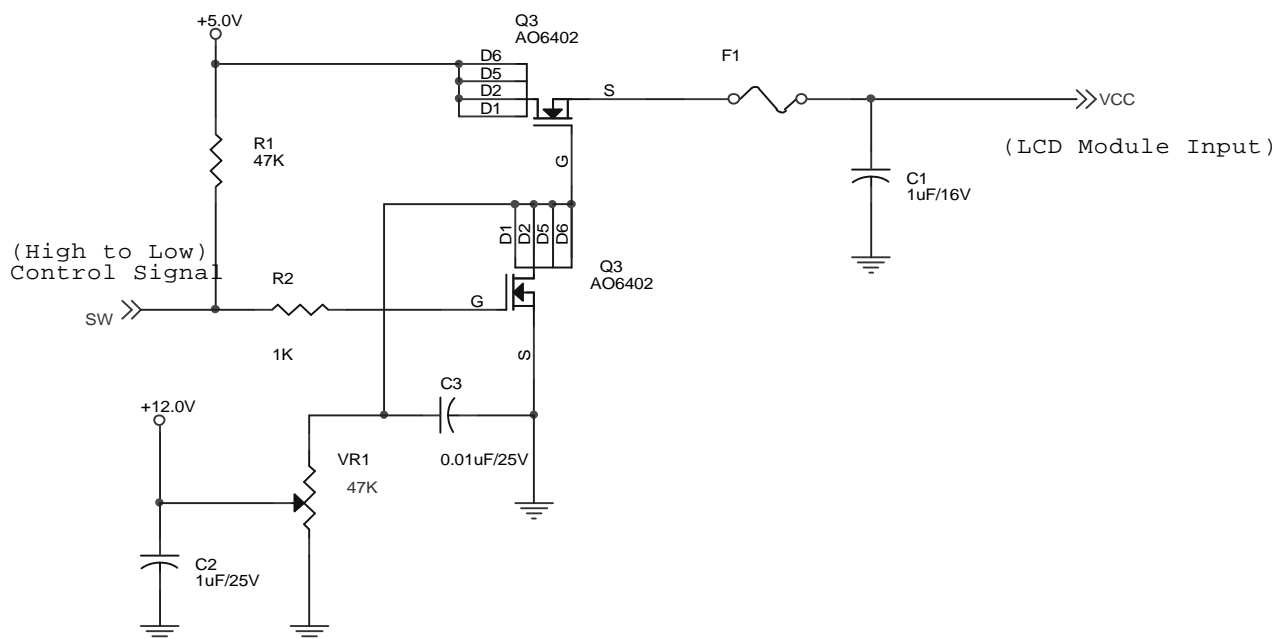 +5.0V
Q3
AO6402
F1
D6
D5
D2
D1
S
VCC
(LCD Module Input)
R1
47K
G
C1
1uF/16V
D1
D2
D5
D6
(High to Low)
Control Signal
Q3
AO6402
R2
G
SW
1K
S
C3
+12.0V
0.01uF/25V
VR1
47K
C2
1uF/25V